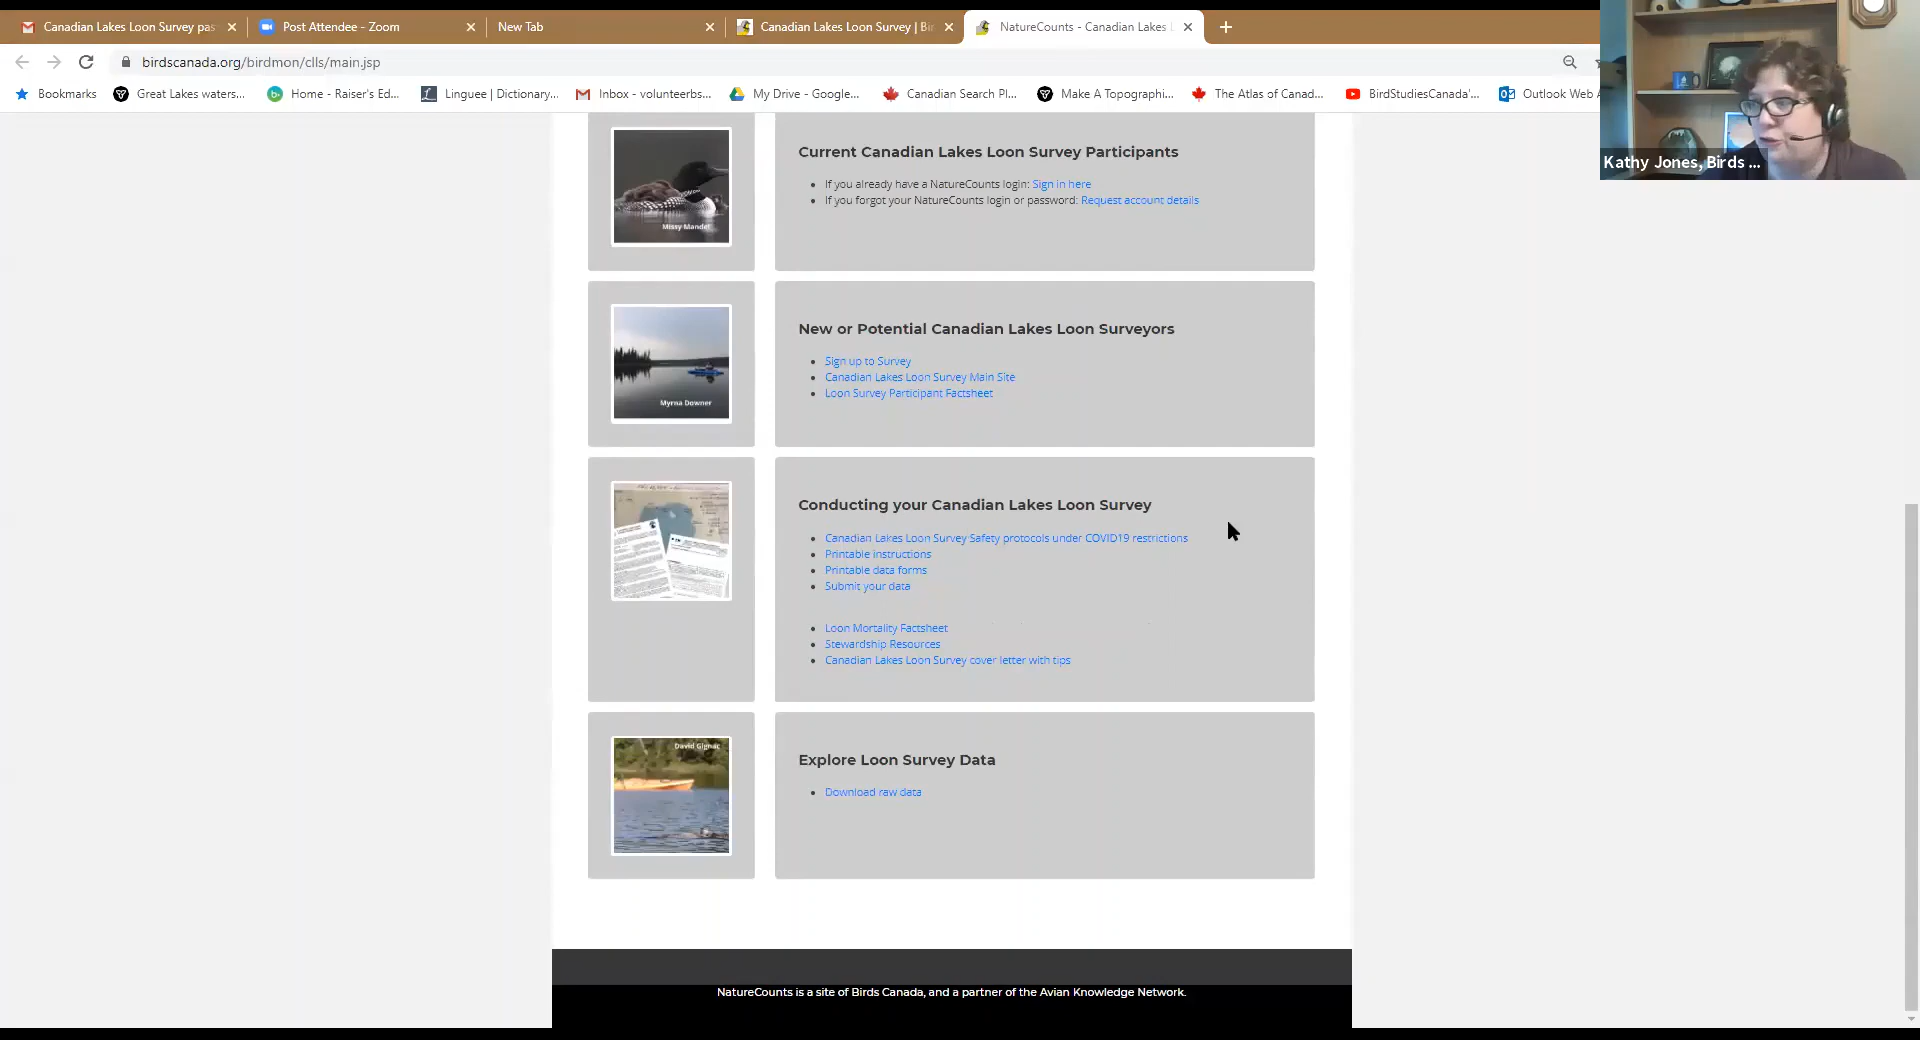 Canadian Lakes Loon Survey pas
Post Attendee - Zoom
New Tab
Canadian Lakes Loon Survey | Bi
NatureCounts - Canadian Lakes L
birdscanada.org/birdmon/clls/main.jsp
Bookmarks
Great Lakes waters...
Home - Raiser's Ed...
Linguee | Dictionary...
Inbox - volunteerbs...
My Drive - Google...
Canadian Search Pl...
Make A Topographi...
The Atlas of Canad...
BirdStudiesCanada'...
Outlook Web A
Kathy Jones, Birds ...
Missy Mandel
Current Canadian Lakes Loon Survey Participants
If you already have a NatureCounts login: Sign in here
If you forgot your NatureCounts login or password: Request account details
Myrna Downer
New or Potential Canadian Lakes Loon Surveyors
Sign up to Survey
Canadian Lakes Loon Survey Main Site
Loon Survey Participant Factsheet
Conducting your Canadian Lakes Loon Survey
Canadian Lakes Loon Survey Safety protocols under COVID19 restrictions
Printable instructions
Printable data forms
Submit your data
Loon Mortality Factsheet
Stewardship Resources
Canadian Lakes Loon Survey cover letter with tips
David Gignac
Explore Loon Survey Data
Download raw data
NatureCounts is a site of Birds Canada, and a partner of the Avian Knowledge Network.